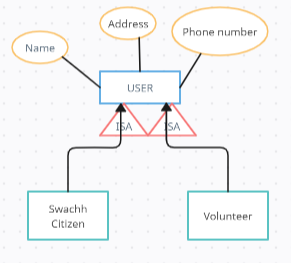 Address
Phone number
Name
USER
ISA
ISA
Swachh
Citizen
Volunteer